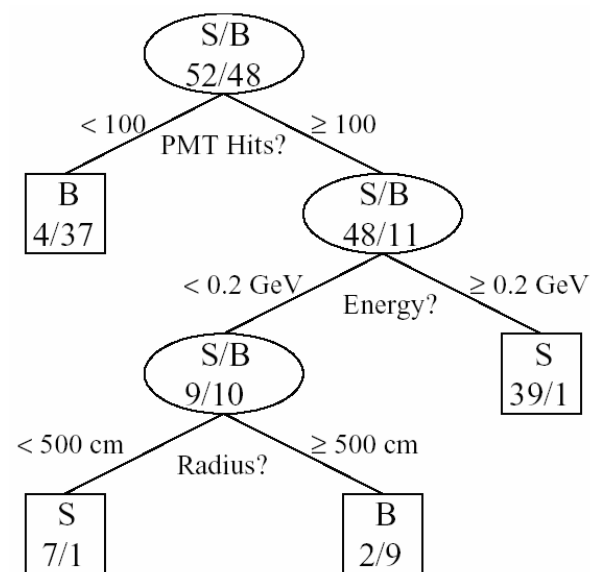 S/B
52/48
< 100
PMT Hits?
≥ 100
B
4/37
S/B
48/11
< 0.2 GeV
Energy?
≥ 0.2 GeV
S/B
9/10
S
39/1
< 500 cm
Radius?
≥ 500 cm
S
7/1
B
2/9